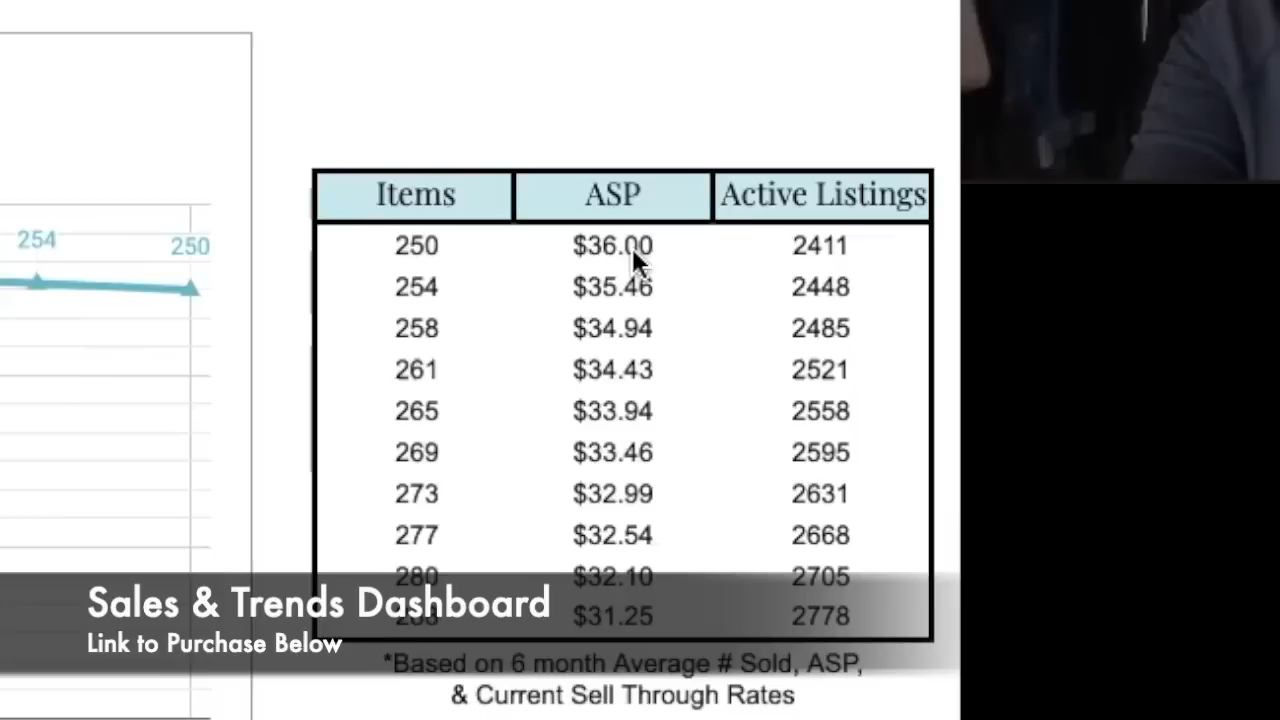 254
250
Items ASP Active Listings
250 $36.00 2411
254 $35.46 2448
258 $34.94 2485
261 $34.43 2521
265 $33.94 2558
269 $33.46 2595
273 $32.99 2631
277 $32.54 2668
280 $32.10 2705
$31.25 2778
Sales & Trends Dashboard
Link to Purchase Below
*Based on 6 month Average # Sold, ASP,
& Current Sell Through Rates